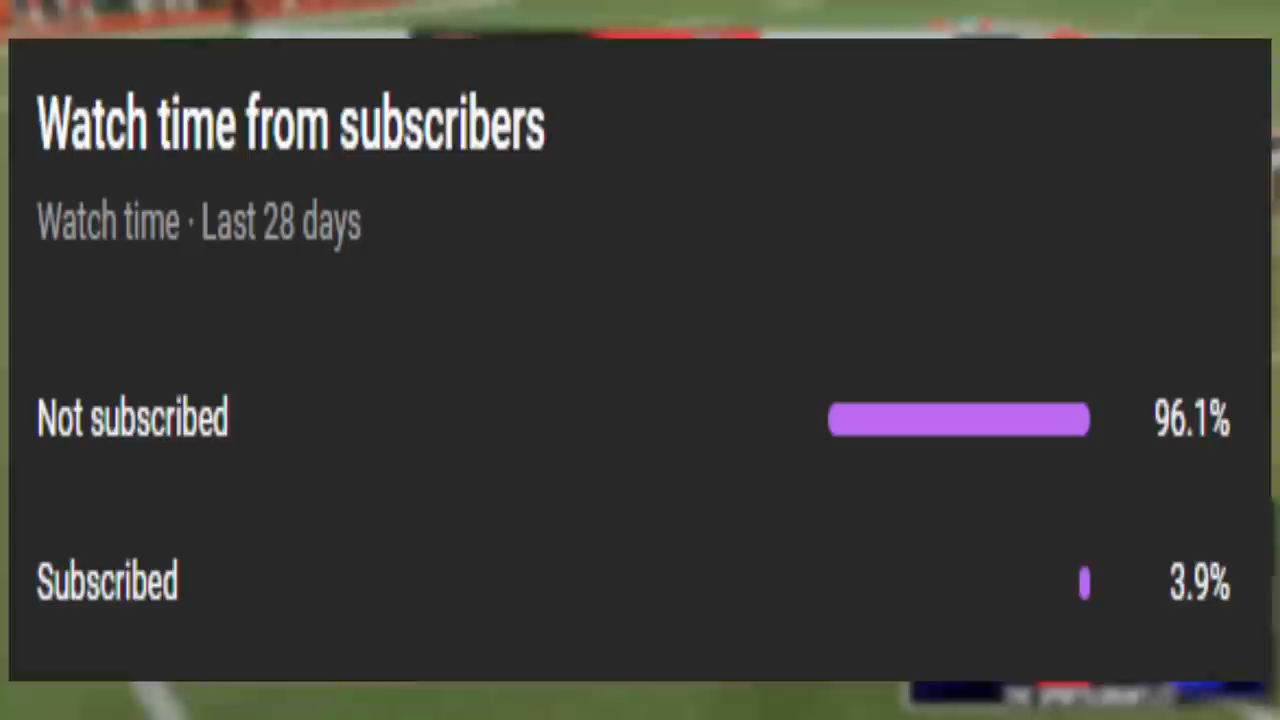 Watch time from subscribers
Watch time · Last 28 days
Not subscribed 96.1%
Subscribed 3.9%